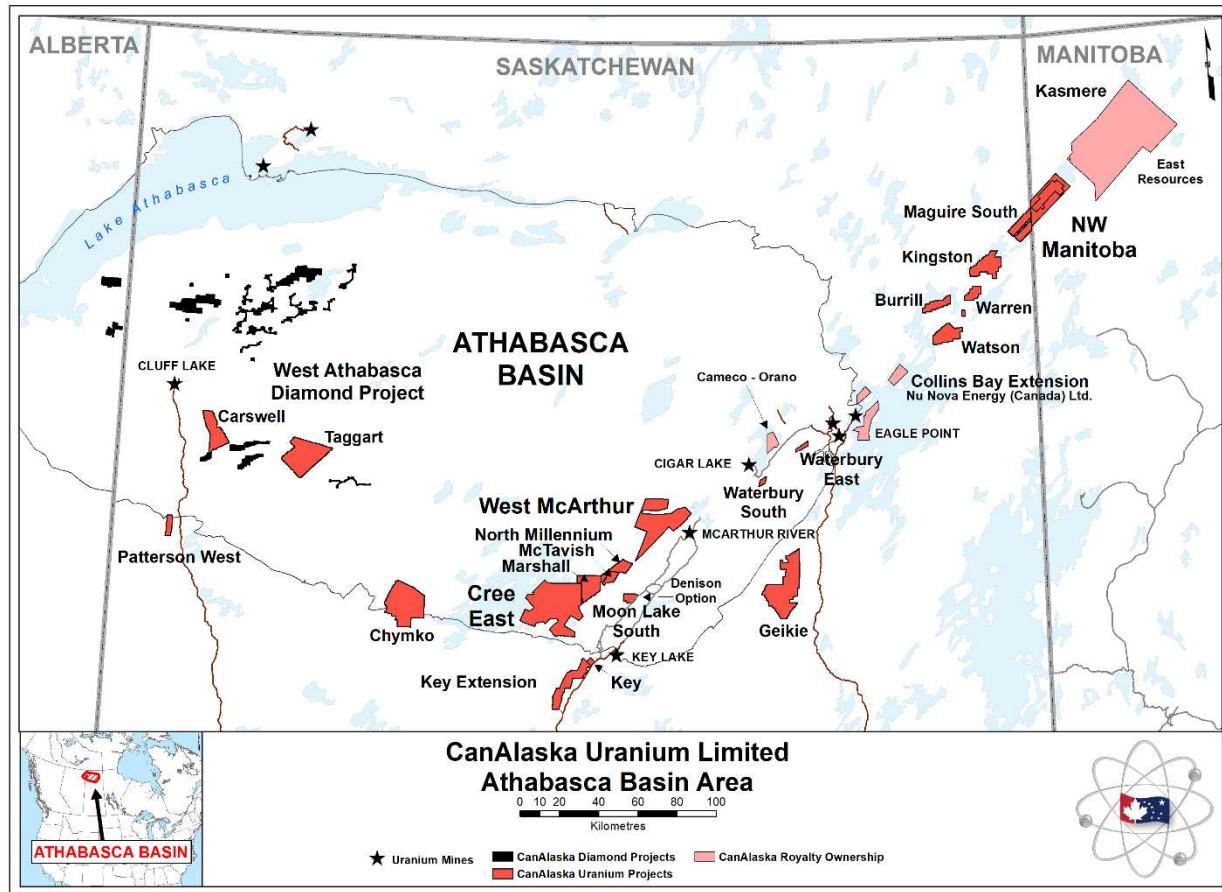 ALBERTA
SASKATCHEWAN
MANITOBA
Kasmere
East
Resources
Lake Athabasca
Maguire South
NW
Manitoba
Kingston
Burrill
Warren
Watson
ATHABASCA
BASIN
CLUFF LAKE
West Athabasca
Diamond Project
Cameco - Orano
Collins Bay Extension
Nu Nova Energy (Canada) Ltd.
Carswell
Taggart
EAGLE POINT
CIGAR LAKE
Waterbury
East
Waterbury
South
West McArthur
North Millennium
McTavish
Marshall
MCARTHUR RIVER
Patterson West
Cree
East
Denison
Option
Moon Lake
South
Chymko
Geikie
KEY LAKE
Key Extension
Key
ATHABASCA BASIN
CanAlaska Uranium Limited
Athabasca Basin Area
0 10 20 40 60 80 100
Kilometres
Uranium Mines
CanAlaska Diamond Projects
CanAlaska Royalty Ownership
CanAlaska Uranium Projects